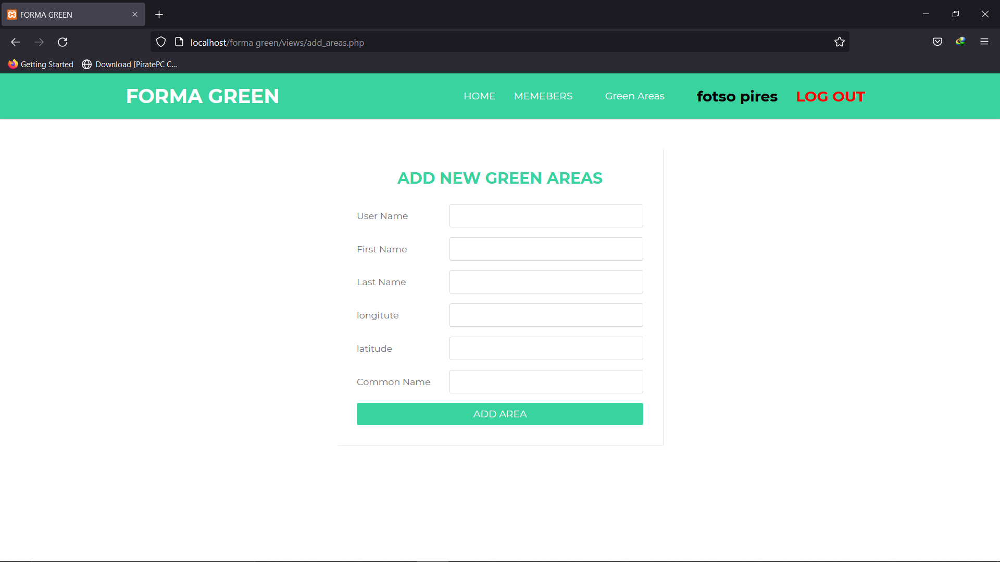 FORMA GREEN
localhost/forma green/views/add_areas.php
Getting Started Download [PiratePC C...
FORMA GREEN HOME MEMEBERS Green Areas fotso pires LOG OUT
ADD NEW GREEN AREAS
User Name
First Name
Last Name
longitute
latitude
Common Name
ADD AREA